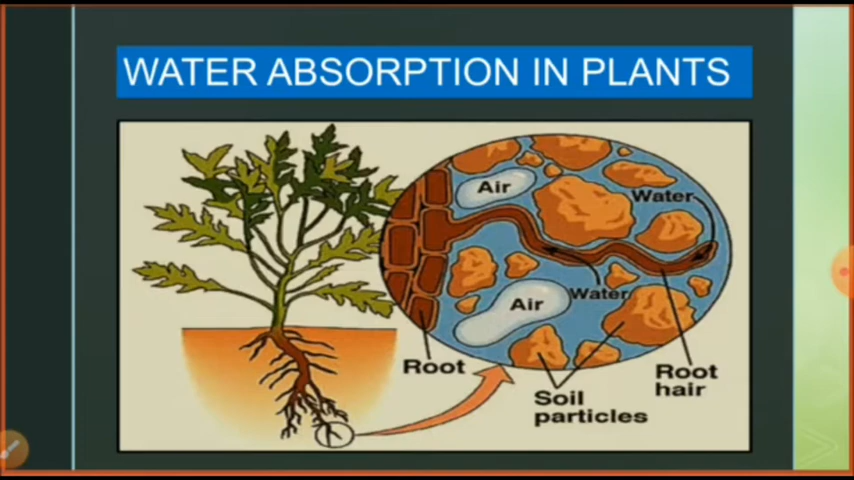 WATER ABSORPTION IN PLANTS
Air
Water
Air
Water
Root
Root
hair
Soil
particles